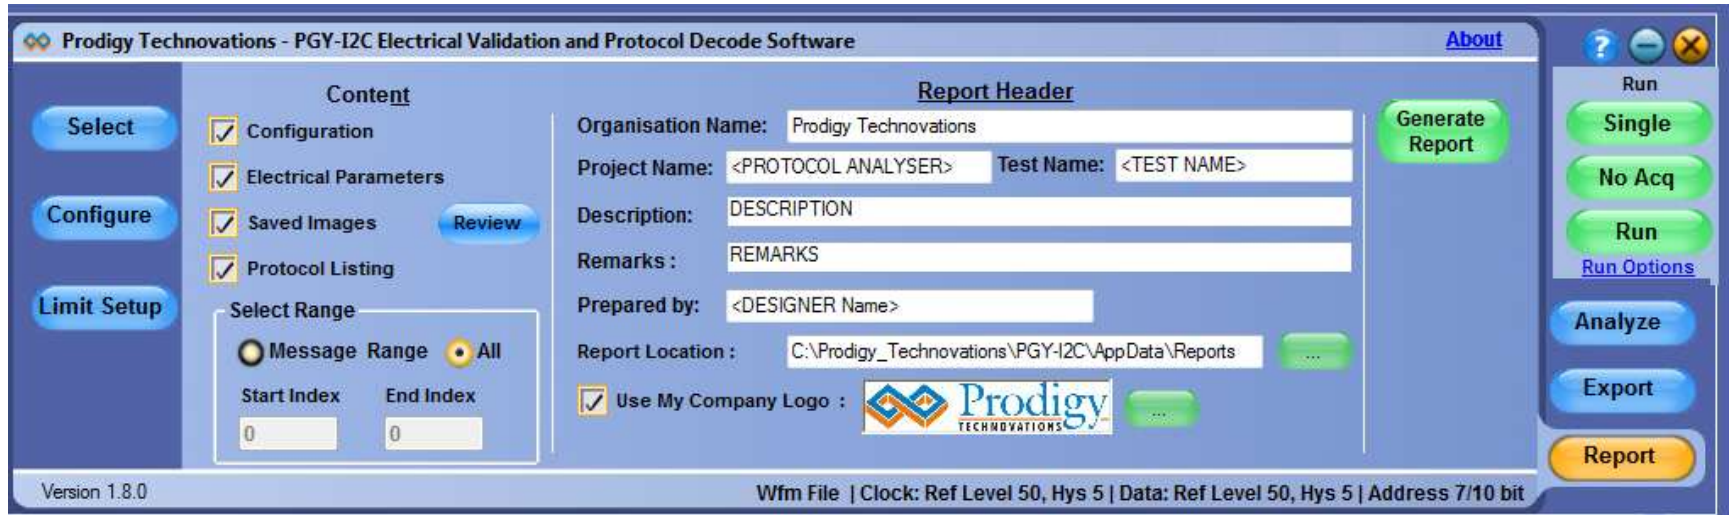 Prodigy Technovations - PGY-I2C Electrical Validation and Protocol Decode Software
About
?
Select
Configure
Limit Setup
Content
Configuration
Electrical Parameters
Saved Images
Review
Protocol Listing
Select Range
Message Range
All
Start Index
End Index
0
0
Report Header
Organisation Name: Prodigy Technovations
Project Name: <PROTOCOL ANALYSER>
Test Name: <TEST NAME>
Description: DESCRIPTION
Remarks : REMARKS
Prepared by: <DESIGNER Name>
Report Location : C:\Prodigy_Technovations\PGY-I2C\AppData\Reports
...
Use My Company Logo :
Prodigy
TECHNOVATIONS
...
Generate
Report
Run
Single
No Acq
Run
Run Options
Analyze
Export
Report
Version 1.8.0
Wfm File | Clock: Ref Level 50, Hys 5 | Data: Ref Level 50, Hys 5 | Address 7/10 bit